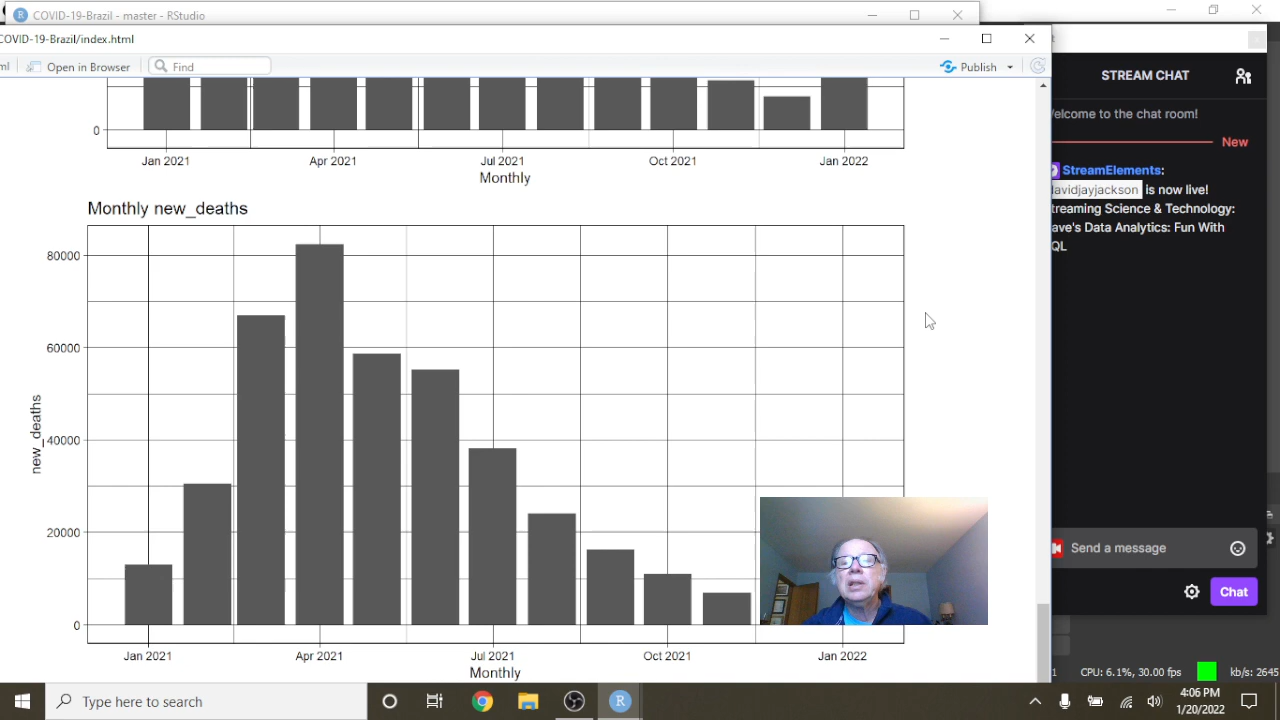 COVID-19-Brazil - master - RStudio
COVID-19-Brazil/index.html
ml
Open in Browser
Find
Publish
0
Jan 2021
Apr 2021
Jul 2021
Oct 2021
Jan 2022
Monthly
Monthly new_deaths
80000
60000
40000
20000
0
new_deaths
Jan 2021
Apr 2021
Jul 2021
Oct 2021
Jan 2022
Monthly
STREAM CHAT
elcome to the chat room!
New
StreamElements:
avidjayjackson is now live!
treaming Science & Technology:
ave's Data Analytics: Fun With
QL
Send a message
Chat
1
CPU: 6.1%, 30.00 fps
kb/s: 2645
Type here to search
R
4:06 PM
1/20/2022